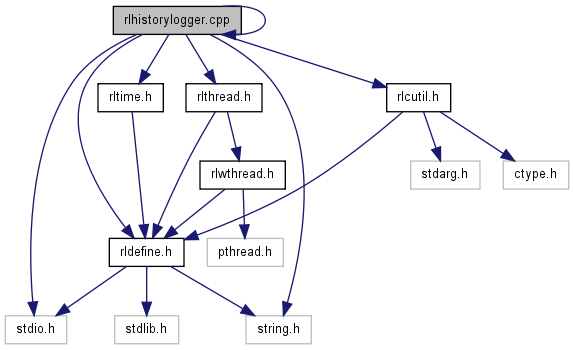 rlhistorylogger.cpp
rltime.h
rlthread.h
rlcutil.h
rlwthread.h
stdarg.h
ctype.h
rldefine.h
pthread.h
stdio.h
stdlib.h
string.h